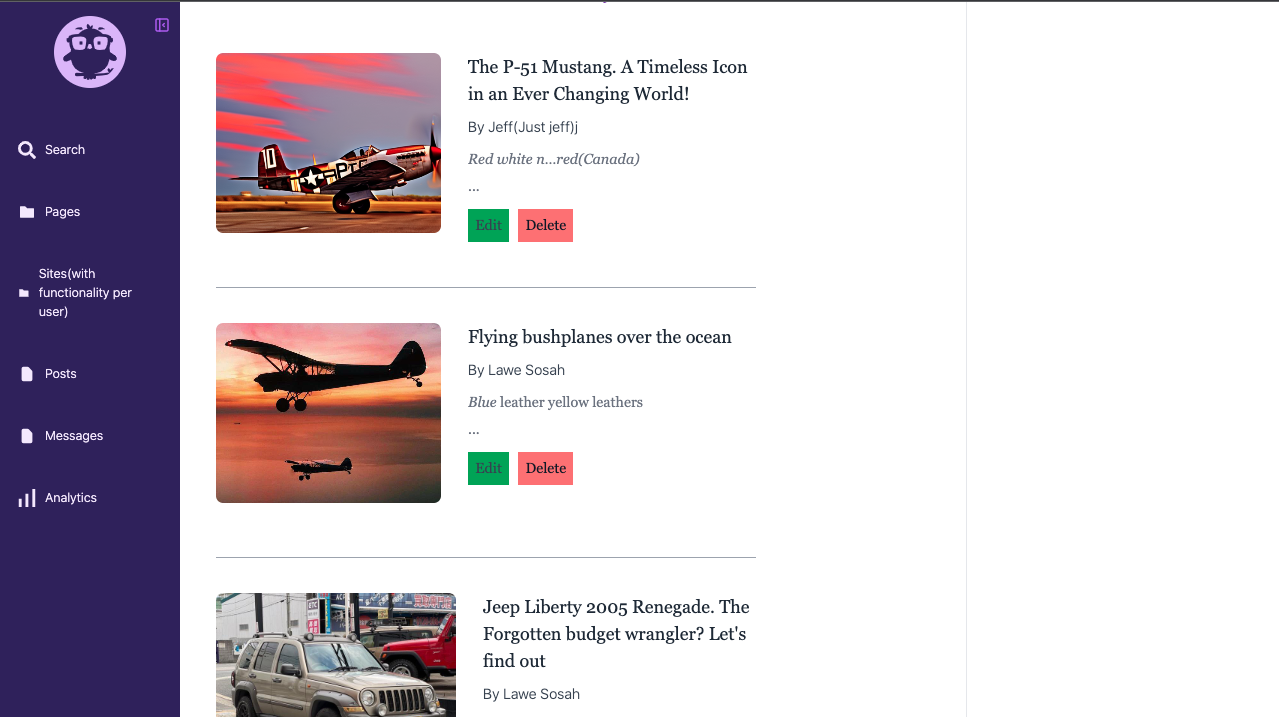 Search
Pages
Sites(with
functionality per
user)
Posts
Messages
Analytics
10
The P-51 Mustang. A Timeless Icon
in an Ever Changing World!
By Jeff(Just jeff)j
Red white n...red(Canada)
...
Edit Delete
Flying bushplanes over the ocean
By Lawe Sosah
Blue leather yellow leathers
...
Edit Delete
ETC
Jeep Liberty 2005 Renegade. The
Forgotten budget wrangler? Let's
find out
By Lawe Sosah